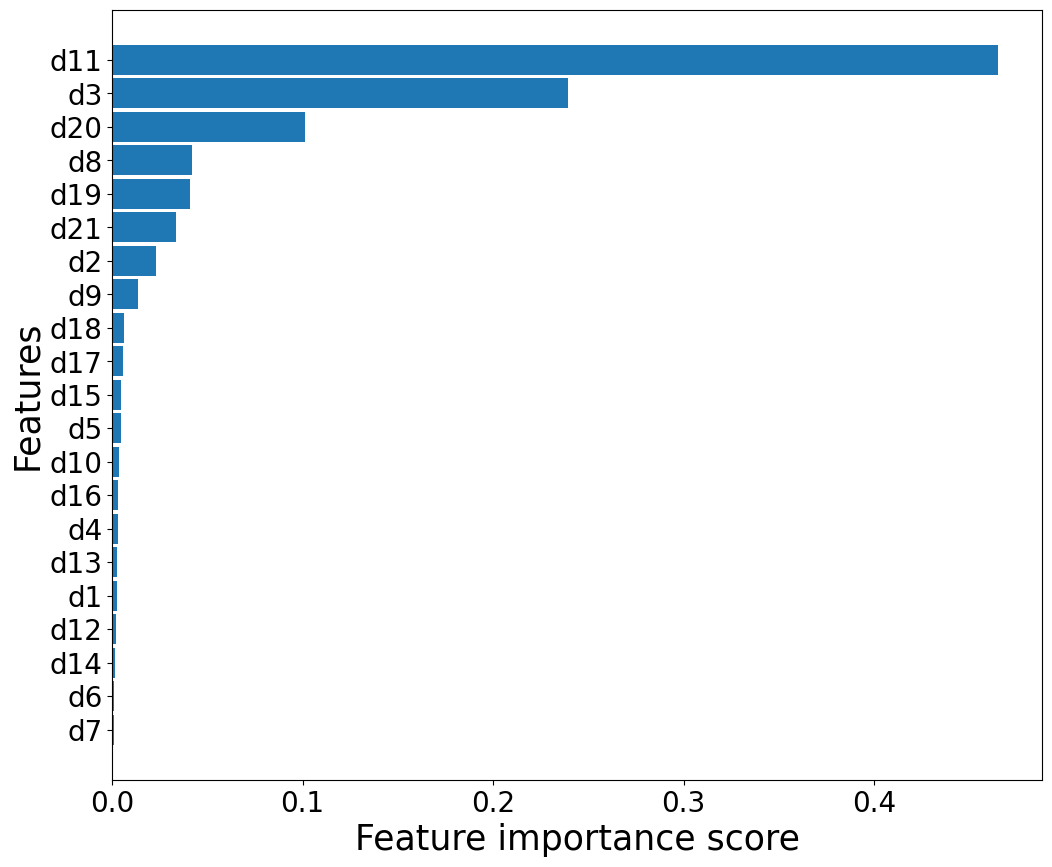 d11
d3
d20
d8
d19
d21
d2
d9
d18
d17
d15
d5
d10
d16
d4
d13
d1
d12
d14
d6
d7
Features
0.0 0.1 0.2 0.3 0.4
Feature importance score